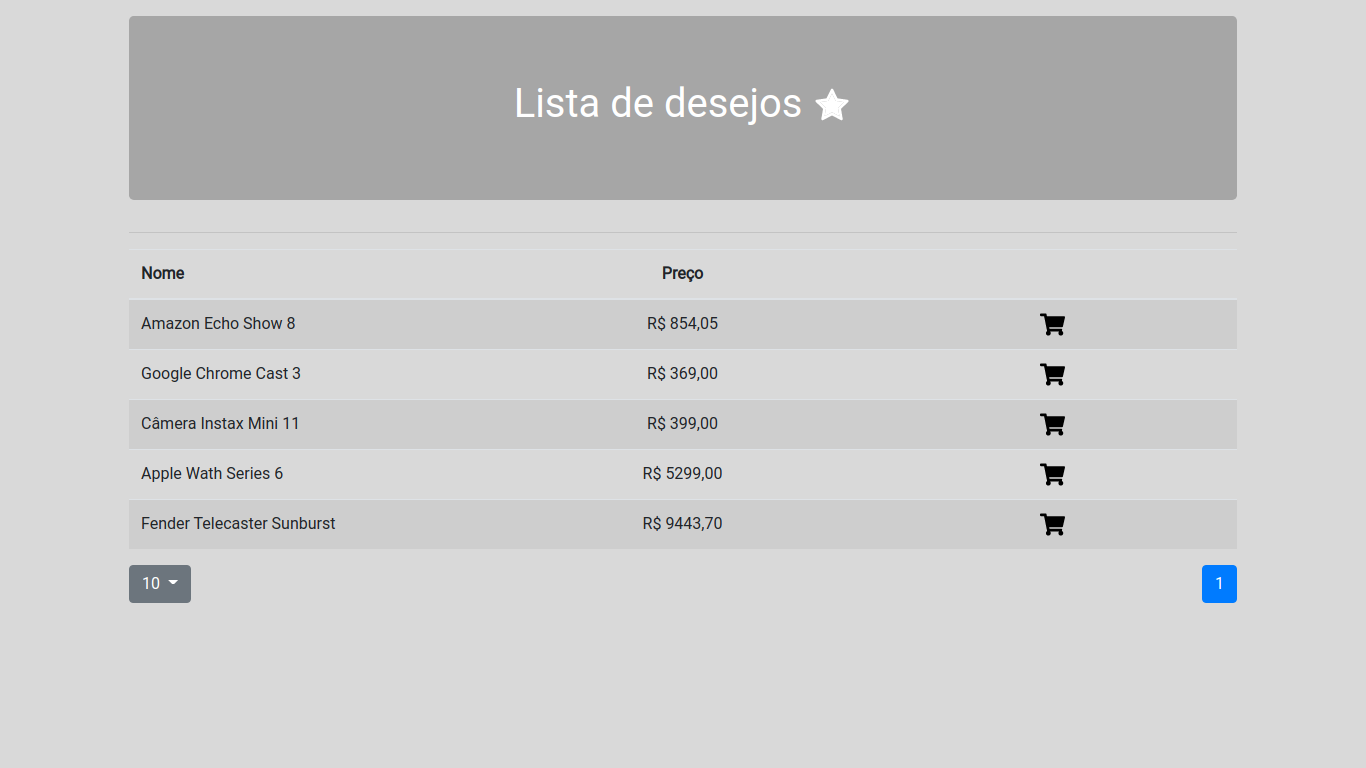 Lista de desejos
Nome Preço
Amazon Echo Show 8 R$ 854,05
Google Chrome Cast 3 R$ 369,00
Câmera Instax Mini 11 R$ 399,00
Apple Wath Series 6 R$ 5299,00
Fender Telecaster Sunburst R$ 9443,70
10 1